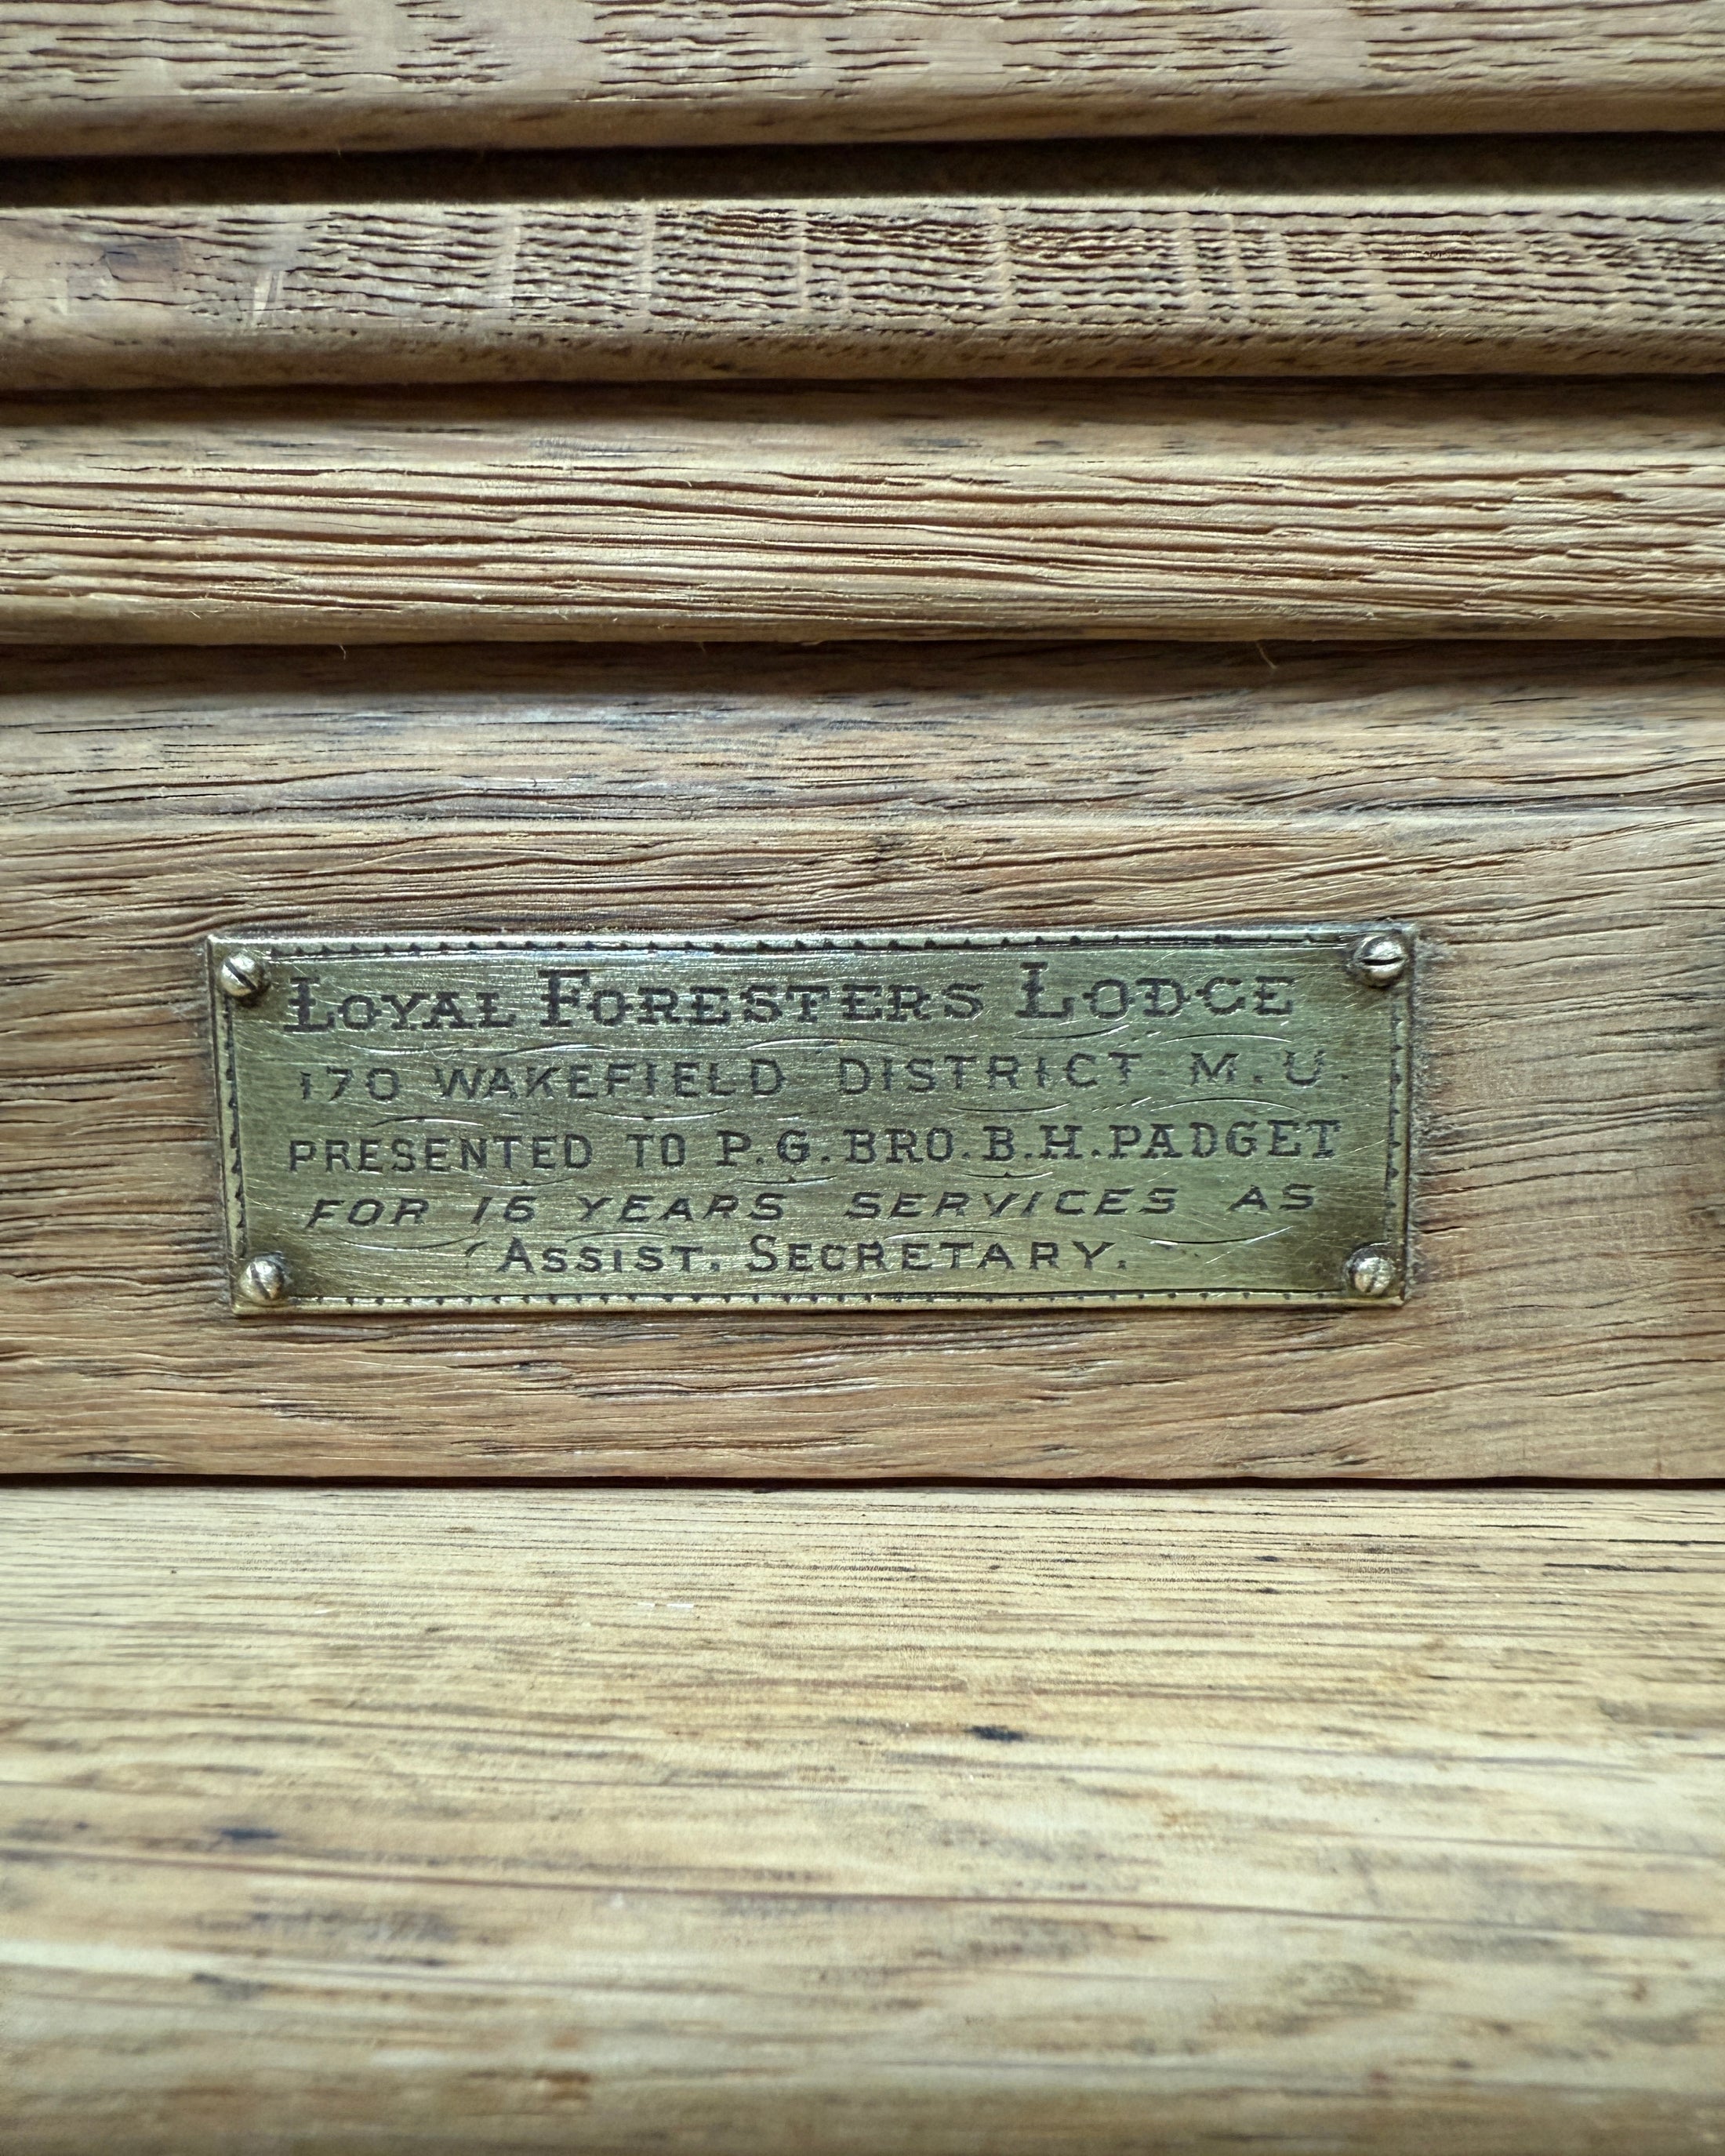 LOYAL FORESTERS LODGE
170 WAKEFIELD DISTRICT M.U.
PRESENTED TO P.G. BRO. B.H. PADGET
FOR 16 YEARS SERVICES AS
ASSIST. SECRETARY.